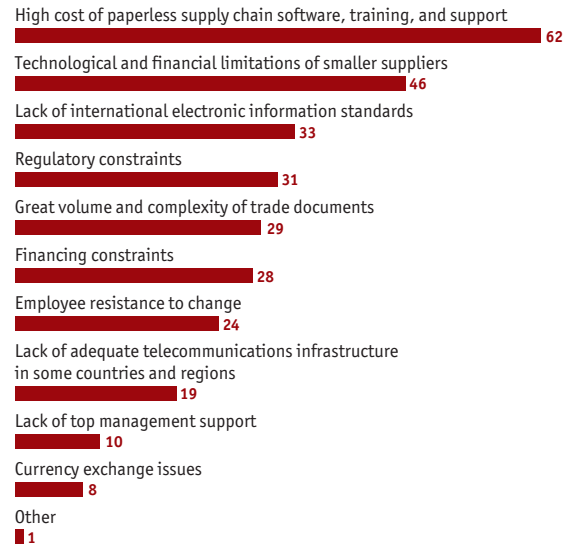 High cost of paperless supply chain software, training, and support
62
Technological and financial limitations of smaller suppliers
46
Lack of international electronic information standards
33
Regulatory constraints
31
Great volume and complexity of trade documents
29
Financing constraints
28
Employee resistance to change
24
Lack of adequate telecommunications infrastructure
in some countries and regions
19
Lack of top management support
10
Currency exchange issues
8
Other
1